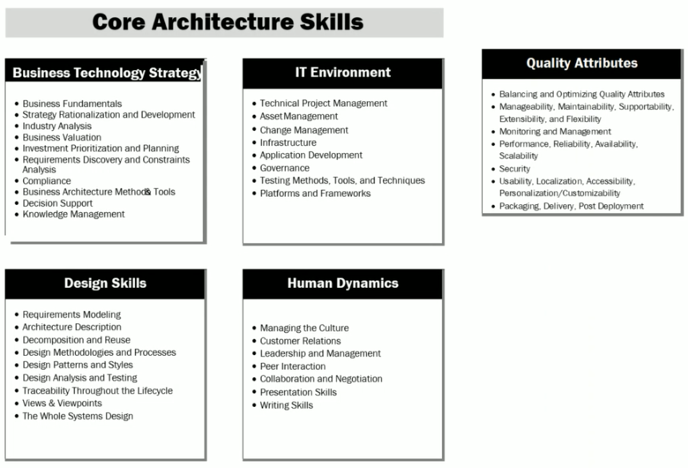 Core Architecture Skills
Business Technology Strategy
• Business Fundamentals
• Strategy Rationalization and Development
• Industry Analysis
• Business Valuation
• Investment Prioritization and Planning
• Requirements Discovery and Constraints
Analysis
• Compliance
• Business Architecture Methods & Tools
• Decision Support
• Knowledge Management
IT Environment
• Technical Project Management
• Asset Management
• Change Management
• Infrastructure
• Application Development
• Governance
• Testing Methods, Tools, and Techniques
• Platforms and Frameworks
Quality Attributes
• Balancing and Optimizing Quality Attributes
• Manageability, Maintainability, Supportability,
Extensibility, and Flexibility
• Monitoring and Management
• Performance, Reliability, Availability,
Scalability
• Security
• Usability, Localization, Accessibility,
Personalization/Customizability
• Packaging, Delivery, Post Deployment
Design Skills
• Requirements Modeling
• Architecture Description
• Decomposition and Reuse
• Design Methodologies and Processes
• Design Patterns and Styles
• Design Analysis and Testing
• Traceability Throughout the Lifecycle
• Views & Viewpoints
• The Whole Systems Design
Human Dynamics
• Managing the Culture
• Customer Relations
• Leadership and Management
• Peer Interaction
• Collaboration and Negotiation
• Presentation Skills
• Writing Skills